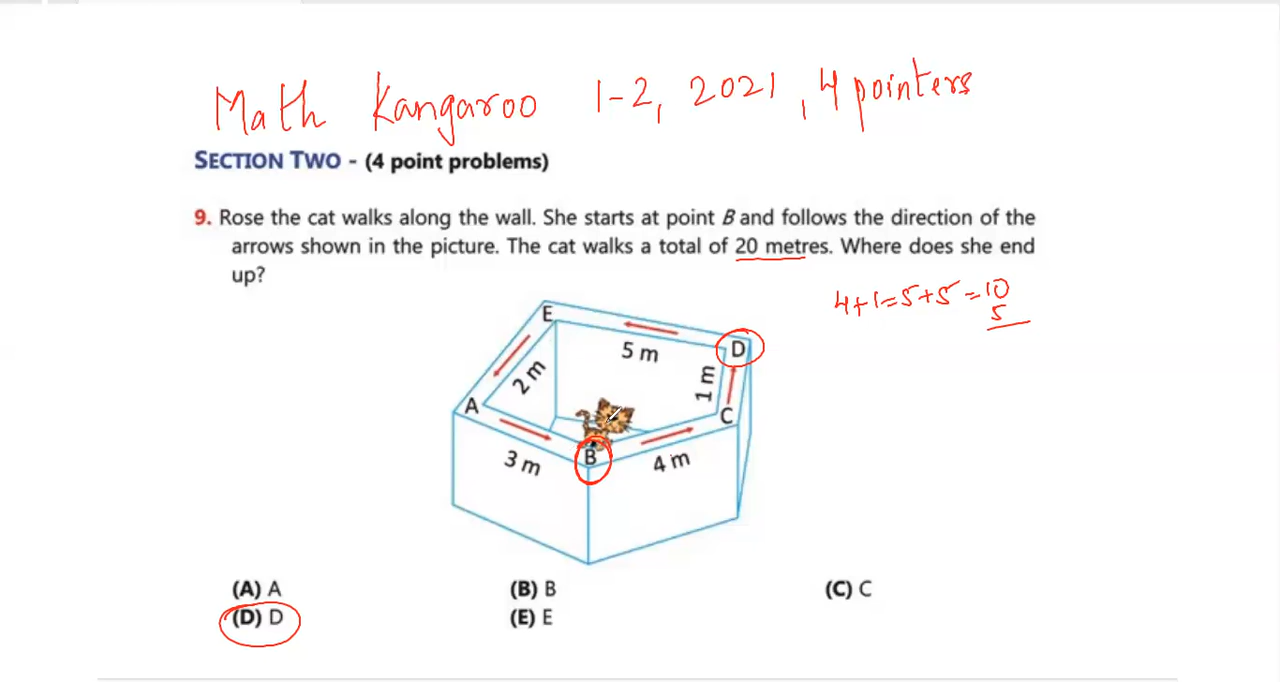 Math Kangaroo 1-2, 2021, 4 pointers
SECTION TWO - (4 point problems)
9. Rose the cat walks along the wall. She starts at point B and follows the direction of the
arrows shown in the picture. The cat walks a total of 20 metres. Where does she end
up?
4+1=5+5=10
5
E
D
5 m
2 m
1 m
A
C
B
3 m
4 m
(A) A (B) B (C) C
(D) D (E) E